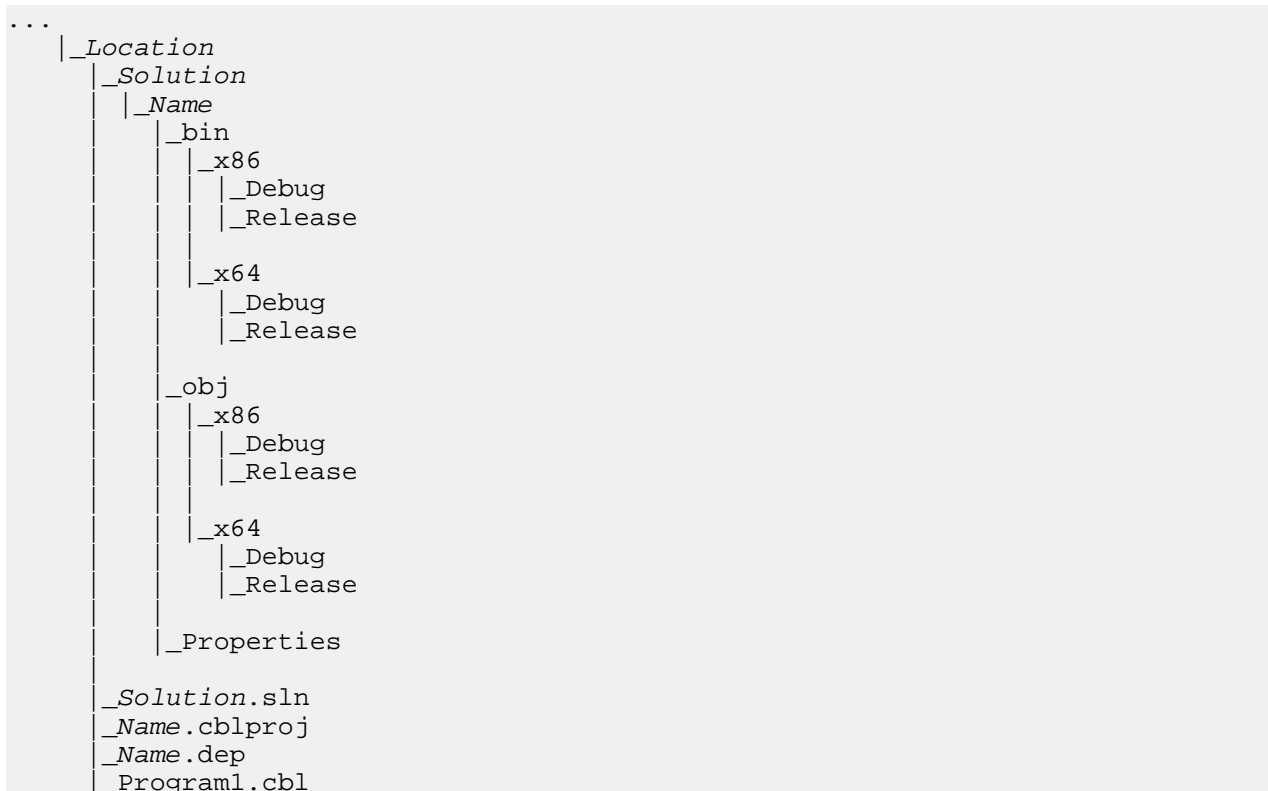 ...
   |_Location
     |_Solution
     | |_Name
     |   |_bin
     |   | |_x86
     |   | | |_Debug
     |   | | |_Release
     |   | |
     |   | |_x64
     |   |   |_Debug
     |   |   |_Release
     |   |
     |   |_obj
     |   | |_x86
     |   | | |_Debug
     |   | | |_Release
     |   | |
     |   | |_x64
     |   |   |_Debug
     |   |   |_Release
     |   |
     |   |_Properties
     |
     |_Solution.sln
     |_Name.cblproj
     |_Name.dep
     |_Program1.cbl